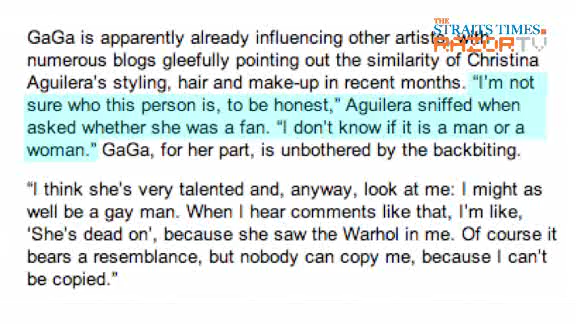 THE
STRAITS TIMES
RAZORTV
GaGa is apparently already influencing other artists, with
numerous blogs gleefully pointing out the similarity of Christina
Aguilera's styling, hair and make-up in recent months. “I'm not
sure who this person is, to be honest,” Aguilera sniffed when
asked whether she was a fan. “I don't know if it is a man or a
woman.” GaGa, for her part, is unbothered by the backbiting.
“I think she's very talented and, anyway, look at me: I might as
well be a gay man. When I hear comments like that, I'm like,
'She's dead on', because she saw the Warhol in me. Of course it
bears a resemblance, but nobody can copy me, because I can't
be copied.”